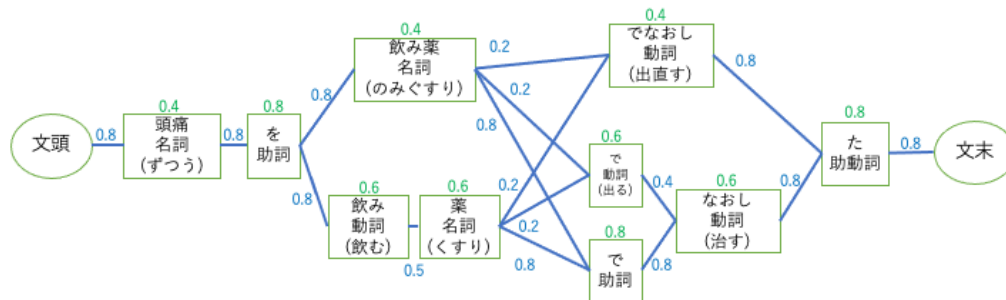 文頭
0.8
0.4
頭痛
名詞
(ずつう)
0.8
0.8
を
助詞
0.8
0.8
0.4
飲み薬
名詞
(のみぐすり)
0.2
0.2
0.8
0.6
飲み
動詞
(飲む)
0.5
0.6
薬
名詞
(くすり)
0.2
0.2
0.8
0.4
でなおし
動詞
(出直す)
0.8
0.6
で
動詞
(出る)
0.4
0.8
で
助詞
0.8
0.6
なおし
動詞
(治す)
0.8
0.8
た
助動詞
0.8
文末